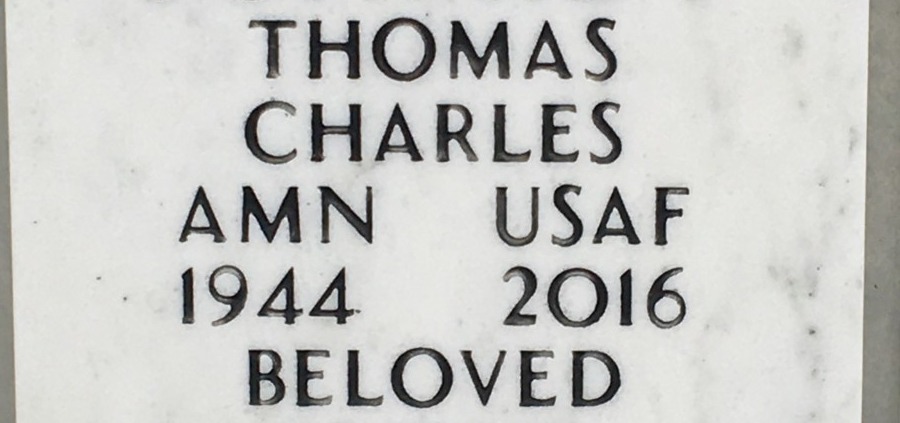 THOMAS
CHARLES
AMN USAF
1944 2016
BELOVED